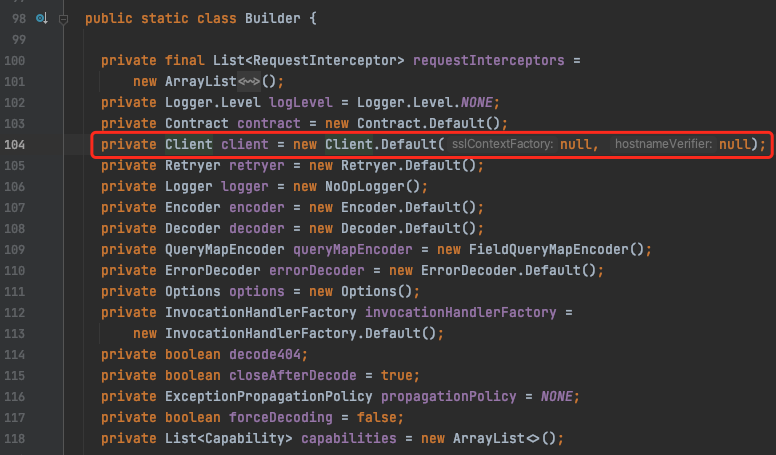 98 public static class Builder {
99
100 private final List<RequestInterceptor> requestInterceptors =
101 new ArrayList<~>();
102 private Logger.Level logLevel = Logger.Level.NONE;
103 private Contract contract = new Contract.Default();
104 private Client client = new Client.Default( sslContextFactory: null, hostnameVerifier: null);
105 private Retryer retryer = new Retryer.Default();
106 private Logger logger = new NoOpLogger();
107 private Encoder encoder = new Encoder.Default();
108 private Decoder decoder = new Decoder.Default();
109 private QueryMapEncoder queryMapEncoder = new FieldQueryMapEncoder();
110 private ErrorDecoder errorDecoder = new ErrorDecoder.Default();
111 private Options options = new Options();
112 private InvocationHandlerFactory invocationHandlerFactory =
113 new InvocationHandlerFactory.Default();
114 private boolean decode404;
115 private boolean closeAfterDecode = true;
116 private ExceptionPropagationPolicy propagationPolicy = NONE;
117 private boolean forceDecoding = false;
118 private List<Capability> capabilities = new ArrayList<>();